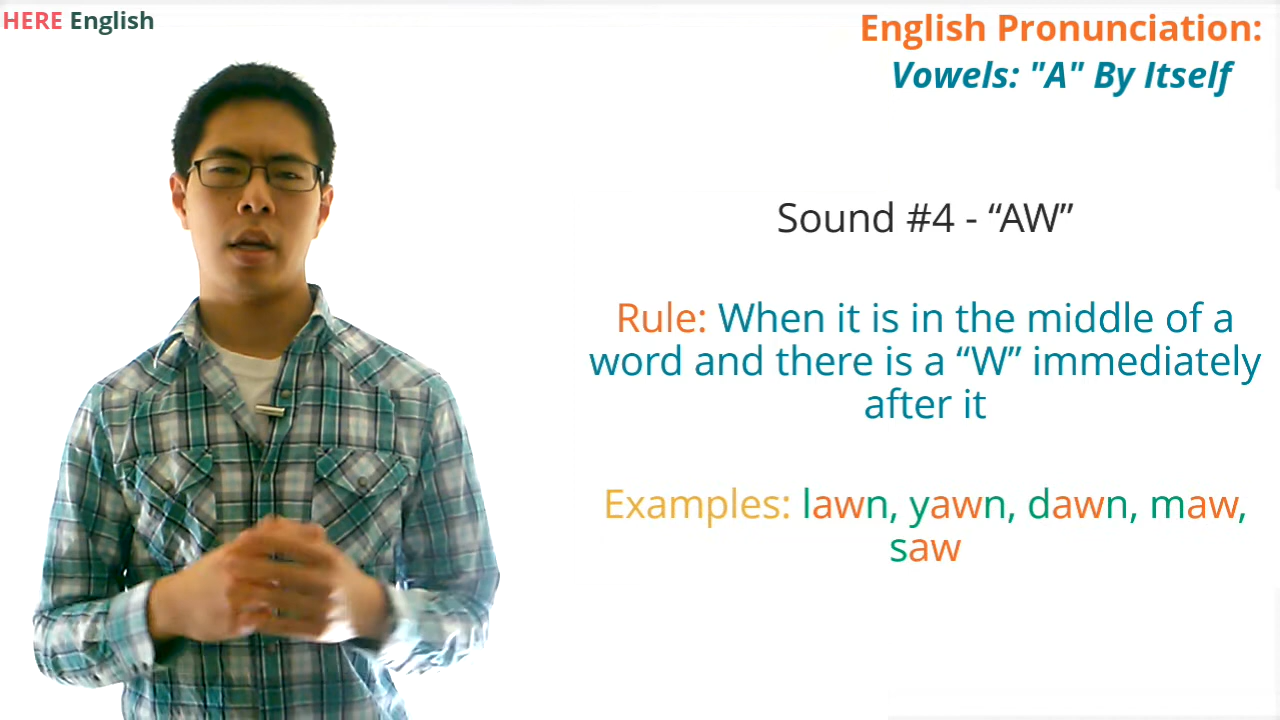 HERE English
English Pronunciation:
Vowels: "A" By Itself
Sound #4 - “AW”
Rule: When it is in the middle of a
word and there is a “W” immediately
after it
Examples: lawn, yawn, dawn, maw,
saw